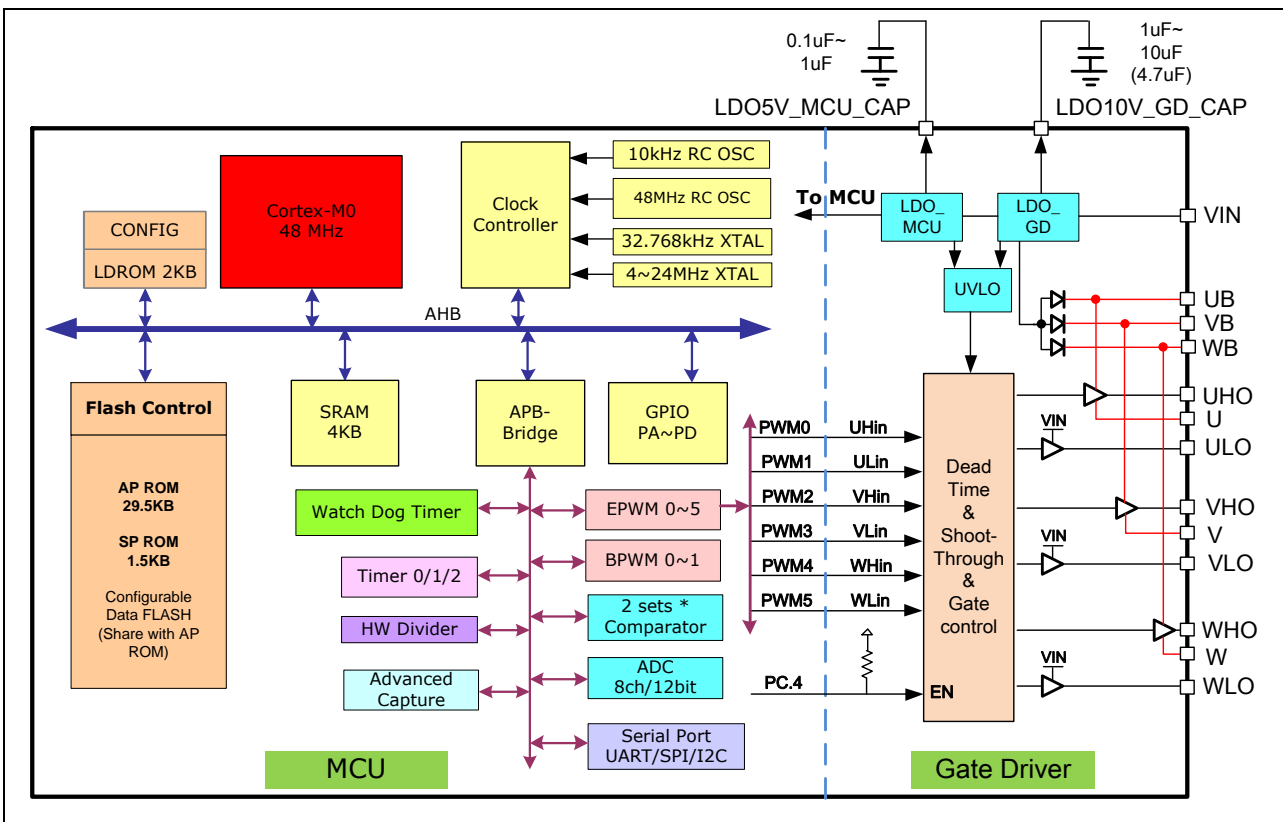 0.1uF~
1uF
1uF~
10uF
(4.7uF)
LDO5V_MCU_CAP
LDO10V_GD_CAP
CONFIG
LDROM 2KB
Cortex-M0
48 MHz
Clock
Controller
10kHz RC OSC
48MHz RC OSC
32.768kHz XTAL
4~24MHz XTAL
To MCU
LDO_
MCU
LDO_
GD
VIN
UVLO
UB
VB
WB
AHB
Flash Control
AP ROM
29.5KB
SP ROM
1.5KB
Configurable
Data FLASH
(Share with AP
ROM)
SRAM
4KB
APB-
Bridge
GPIO
PA~PD
Watch Dog Timer
Timer 0/1/2
HW Divider
Advanced
Capture
EPWM 0~5
BPWM 0~1
2 sets *
Comparator
ADC
8ch/12bit
Serial Port
UART/SPI/I2C
PWM0
UHin
PWM1
ULin
PWM2
VHin
PWM3
VLin
PWM4
WHin
PWM5
WLin
PC.4
EN
Dead
Time
&
Shoot-
Through
&
Gate
control
UHO
U
VIN
ULO
VHO
V
VIN
VLO
WHO
W
VIN
WLO
MCU
Gate Driver